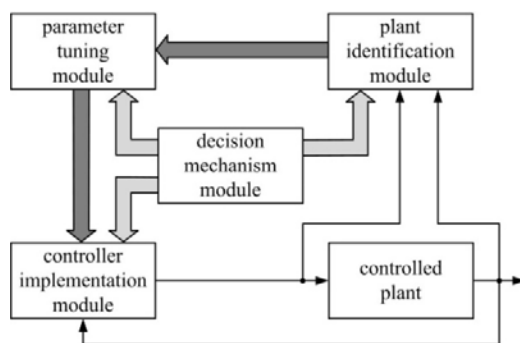 parameter
tuning
module
plant
identification
module
decision
mechanism
module
controller
implementation
module
controlled
plant